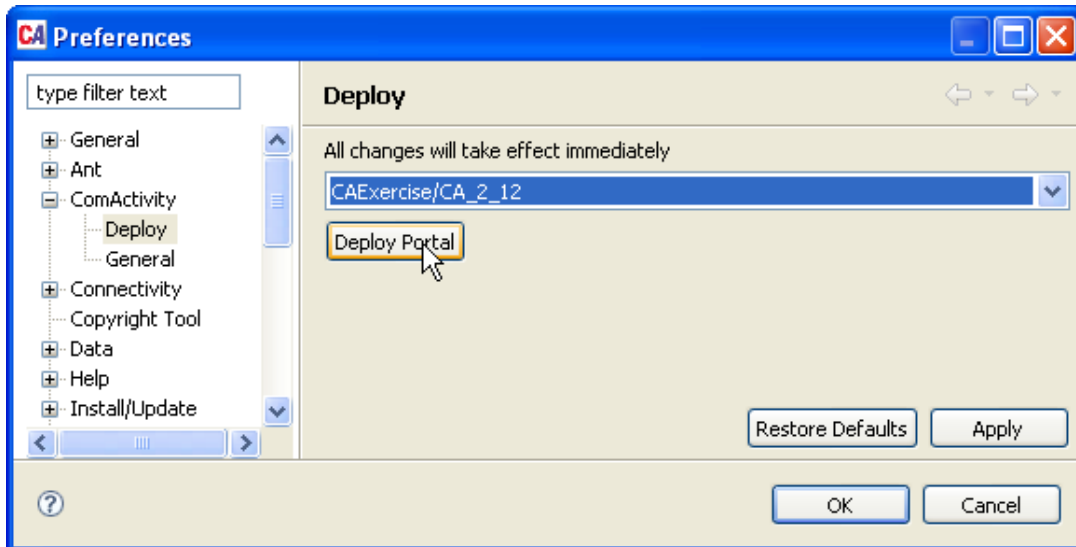 CA Preferences
type filter text
Deploy
General
Ant
ComActivity
Deploy
General
Connectivity
Copyright Tool
Data
Help
Install/Update
All changes will take effect immediately
CAExercise/CA_2_12
Deploy Portal
Restore Defaults
Apply
?
OK
Cancel